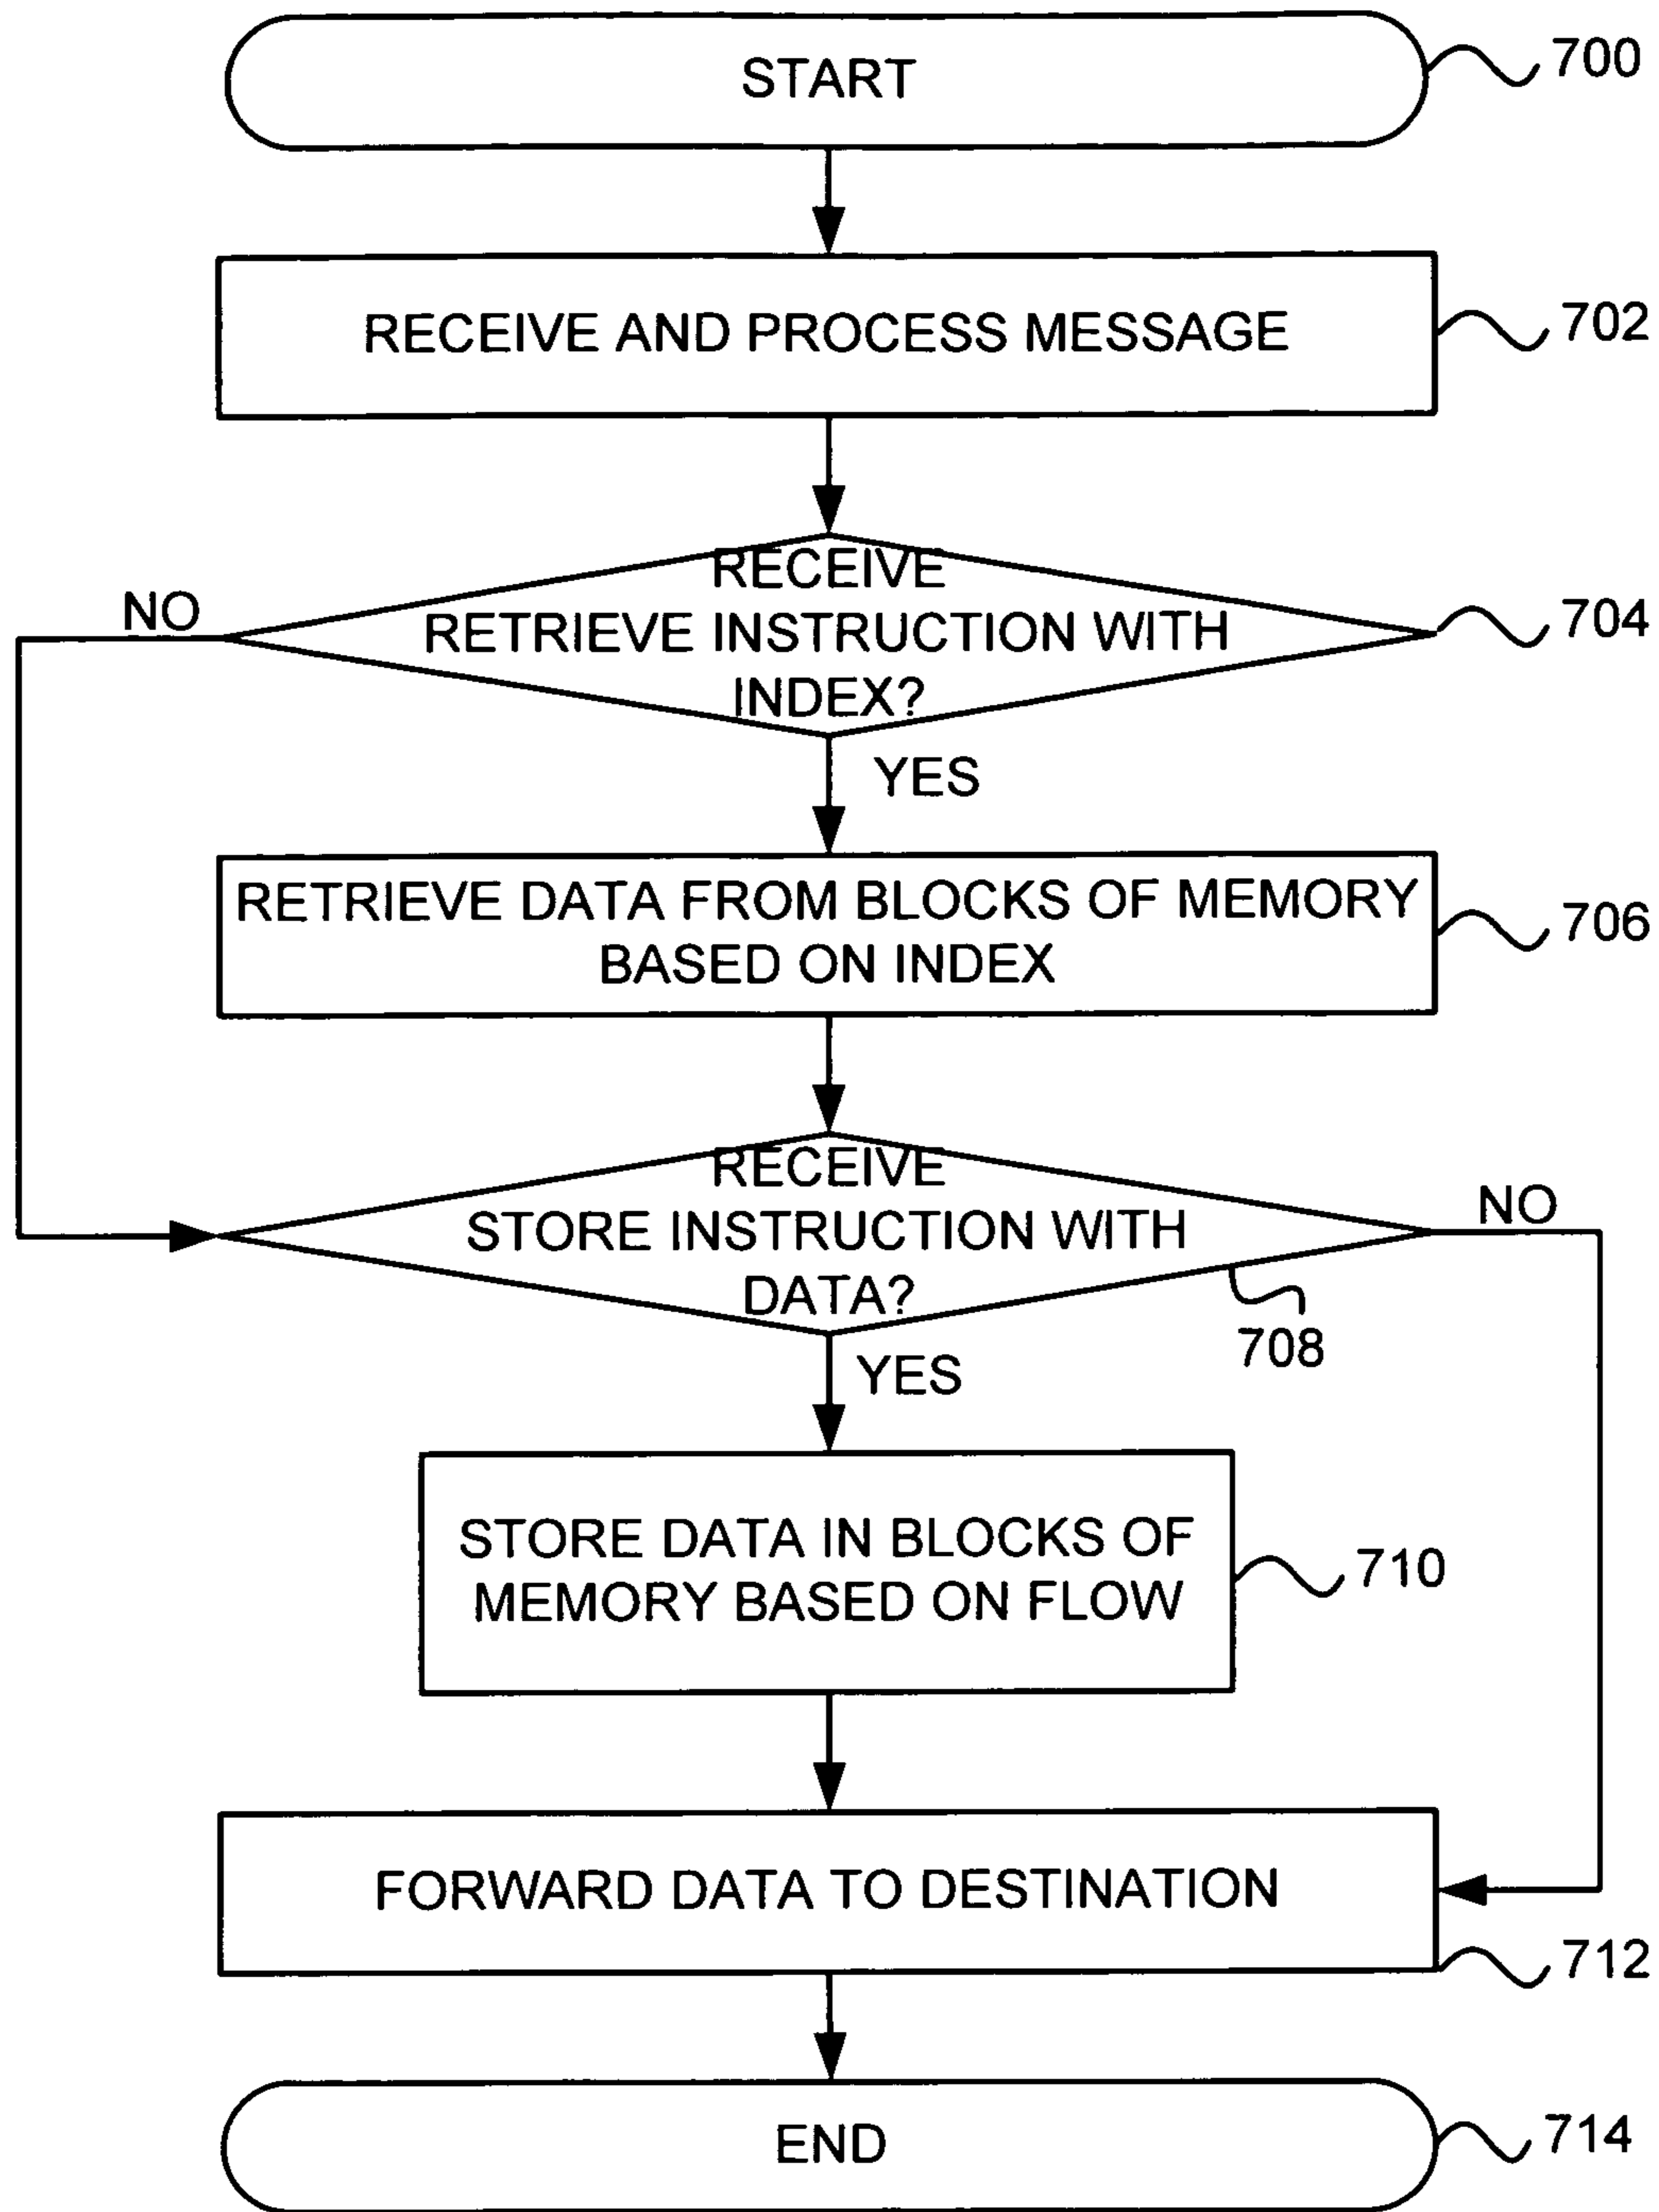 START
700
RECEIVE AND PROCESS MESSAGE
702
RECEIVE
RETRIEVE INSTRUCTION WITH
INDEX?
704
NO
YES
RETRIEVE DATA FROM BLOCKS OF MEMORY
BASED ON INDEX
706
RECEIVE
STORE INSTRUCTION WITH
DATA?
NO
708
YES
STORE DATA IN BLOCKS OF
MEMORY BASED ON FLOW
710
FORWARD DATA TO DESTINATION
712
END
714